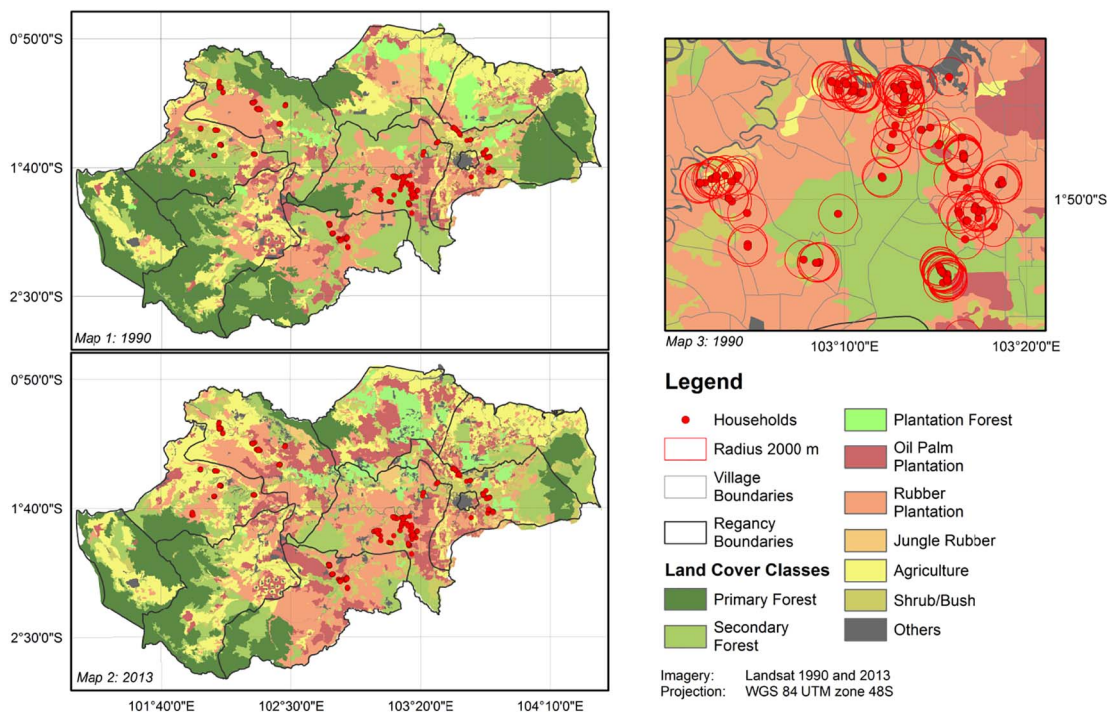 0°50'0"S
1°40'0"S
2°30'0"S
Map 1: 1990
0°50'0"S
1°40'0"S
2°30'0"S
Map 2: 2013
101°40'0"E 102°30'0"E 103°20'0"E 104°10'0"E
1°50'0"S
Map 3: 1990
103°10'0"E 103°20'0"E
Legend
Households
Radius 2000 m
Village
Boundaries
Regancy
Boundaries
Land Cover Classes
Primary Forest
Secondary
Forest
Plantation Forest
Oil Palm
Plantation
Rubber
Plantation
Jungle Rubber
Agriculture
Shrub/Bush
Others
Imagery: Landsat 1990 and 2013
Projection: WGS 84 UTM zone 48S